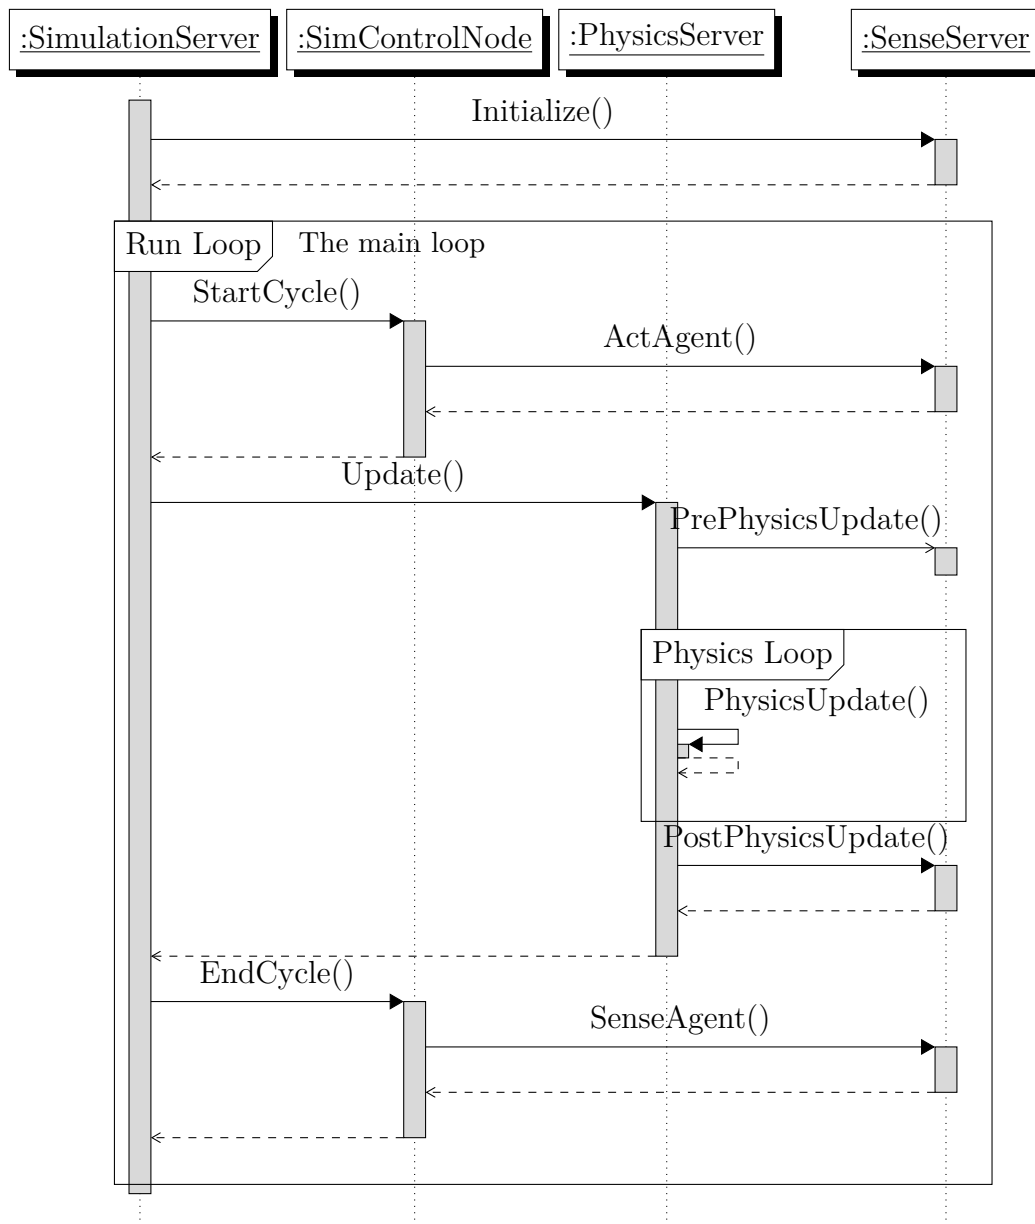 :SimulationServer :SimControlNode :PhysicsServer :SenseServer
Initialize()
Run Loop The main loop
StartCycle()
ActAgent()
Update()
PrePhysicsUpdate()
Physics Loop
PhysicsUpdate()
PostPhysicsUpdate()
EndCycle()
SenseAgent()